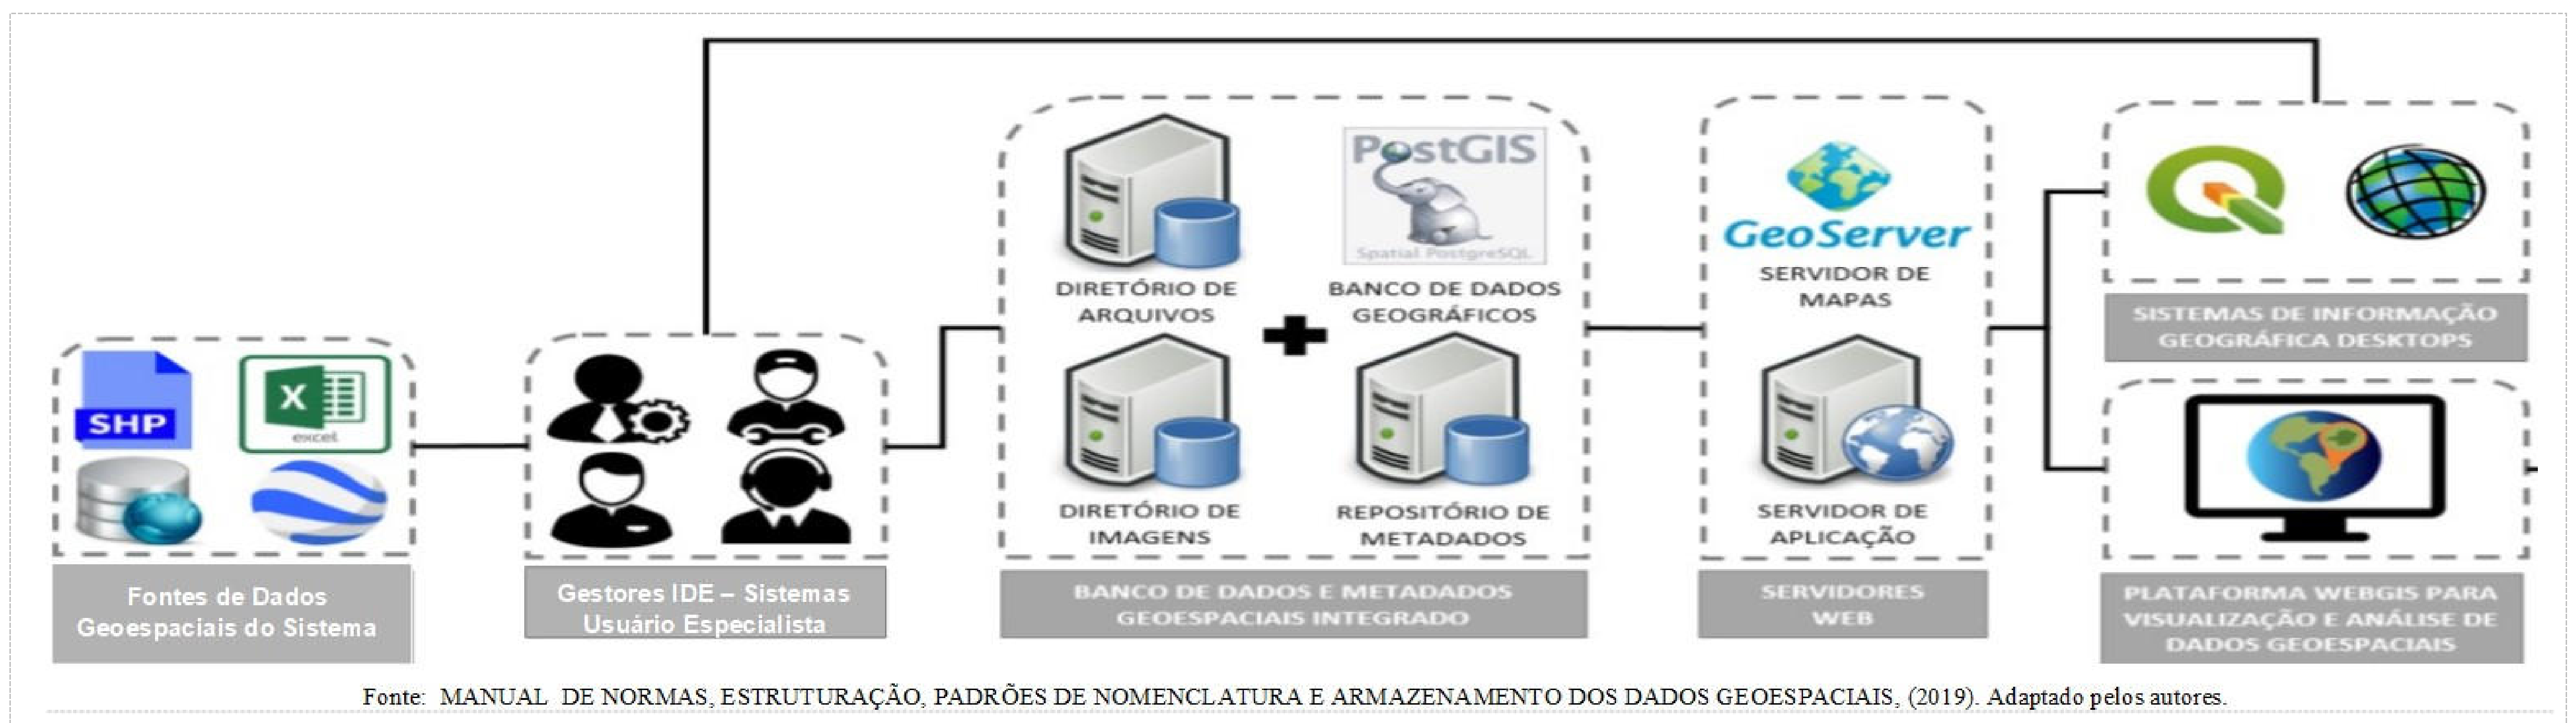 SHP
X
excel
Fontes de Dados
Geoespaciais do Sistema
Gestores IDE – Sistemas
Usuário Especialista
DIRETÓRIO DE
ARQUIVOS
PostGIS
Spatial PostgreSQL
BANCO DE DADOS
GEOGRÁFICOS
DIRETÓRIO DE
IMAGENS
REPOSITÓRIO DE
METADADOS
BANCO DE DADOS E METADADOS
GEOESPACIAIS INTEGRADO
GeoServer
SERVIDOR DE
MAPAS
SERVIDOR DE
APLICAÇÃO
SERVIDORES
WEB
SISTEMAS DE INFORMAÇÃO
GEOGRÁFICA DESKTOPS
PLATAFORMA WEBGIS PARA
VISUALIZAÇÃO E ANÁLISE DE
DADOS GEOESPACIAIS
Fonte: MANUAL DE NORMAS, ESTRUTURAÇÃO, PADRÕES DE NOMENCLATURA E ARMAZENAMENTO DOS DADOS GEOESPACIAIS, (2019). Adaptado pelos autores.